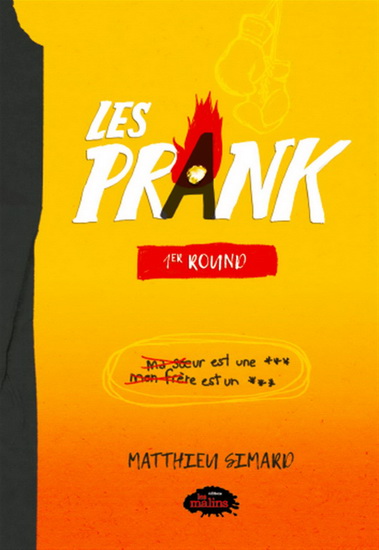 LES
PRANK
1ER ROUND
Ma sœur est une ***
mon frère est un ***
MATTHIEU SIMARD
les
malins